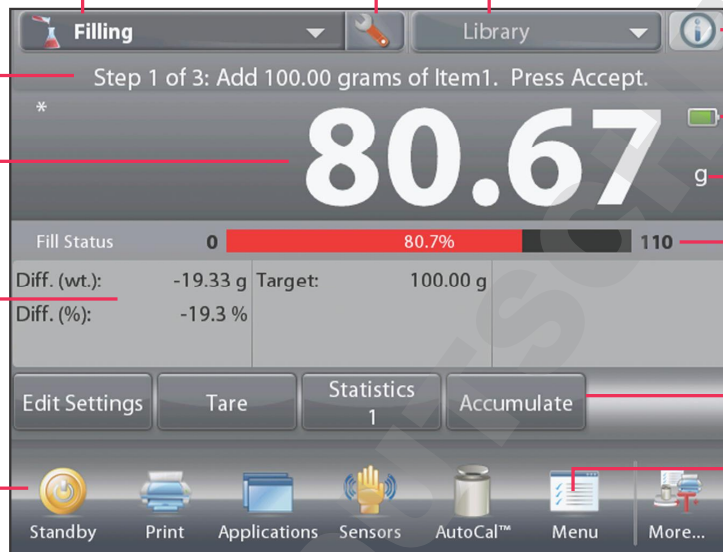 Filling
Library
Step 1 of 3: Add 100.00 grams of Item1. Press Accept.
*
80.67
g
Fill Status 0 80.7% 110
Diff. (wt.): -19.33 g Target: 100.00 g
Diff. (%): -19.3 %
Edit Settings Tare Statistics 1 Accumulate
Standby Print Applications Sensors AutoCal™ Menu More...